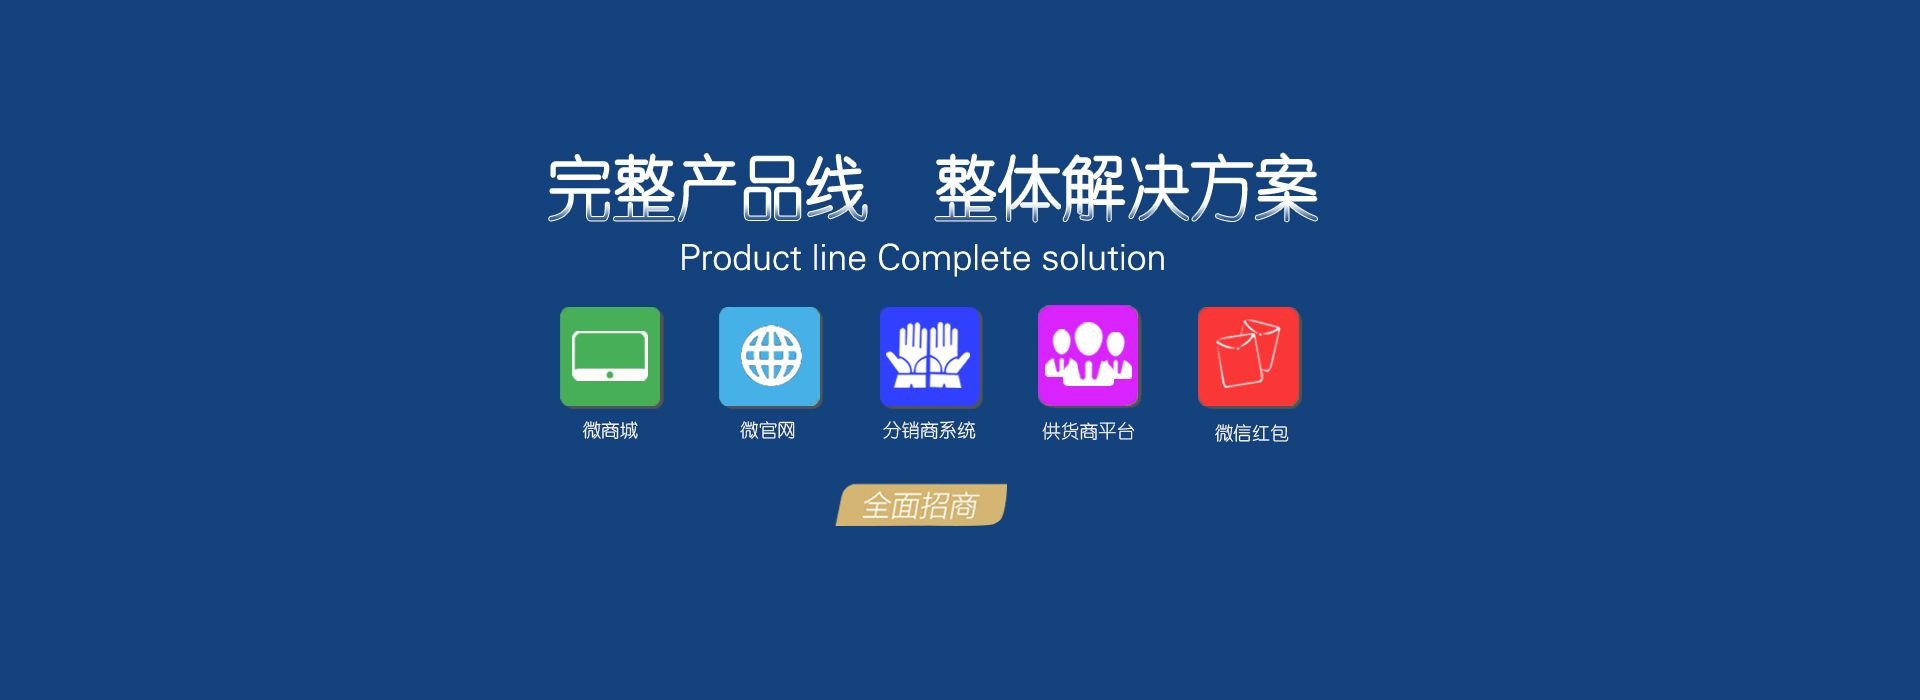 完整产品线 整体解决方案
Product line Complete solution
微商城 微官网 分销商系统 供货商平台 微信红包
全面招商